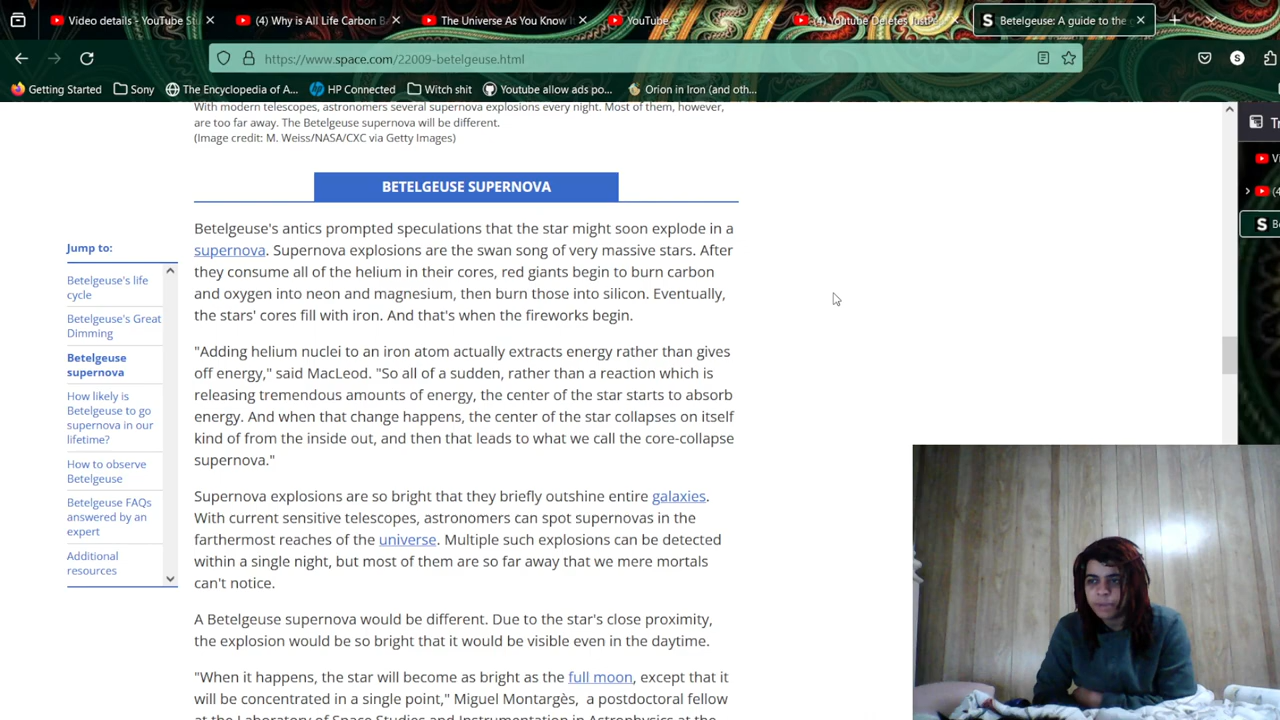 Video details - YouTube St
(4) Why is All Life Carbon B
The Universe As You Know I
YouTube
(4) Youtube Deletes JustPe
Betelgeuse: A guide to the
https://www.space.com/22009-betelgeuse.html
Getting Started
Sony
The Encyclopedia of A...
HP Connected
Witch shit
Youtube allow ads po...
Orion in Iron (and oth...
With modern telescopes, astronomers several supernova explosions every night. Most of them, however,
are too far away. The Betelgeuse supernova will be different.
(Image credit: M. Weiss/NASA/CXC via Getty Images)
BETELGEUSE SUPERNOVA
Jump to:
Betelgeuse's life
cycle
Betelgeuse's Great
Dimming
Betelgeuse
supernova
How likely is
Betelgeuse to go
supernova in our
lifetime?
How to observe
Betelgeuse
Betelgeuse FAQs
answered by an
expert
Additional
resources
Betelgeuse's antics prompted speculations that the star might soon explode in a
supernova. Supernova explosions are the swan song of very massive stars. After
they consume all of the helium in their cores, red giants begin to burn carbon
and oxygen into neon and magnesium, then burn those into silicon. Eventually,
the stars' cores fill with iron. And that's when the fireworks begin.
"Adding helium nuclei to an iron atom actually extracts energy rather than gives
off energy," said MacLeod. "So all of a sudden, rather than a reaction which is
releasing tremendous amounts of energy, the center of the star starts to absorb
energy. And when that change happens, the center of the star collapses on itself
kind of from the inside out, and then that leads to what we call the core-collapse
supernova."
Supernova explosions are so bright that they briefly outshine entire galaxies.
With current sensitive telescopes, astronomers can spot supernovas in the
farthermost reaches of the universe. Multiple such explosions can be detected
within a single night, but most of them are so far away that we mere mortals
can't notice.
A Betelgeuse supernova would be different. Due to the star's close proximity,
the explosion would be so bright that it would be visible even in the daytime.
"When it happens, the star will become as bright as the full moon, except that it
will be concentrated in a single point," Miguel Montargès, a postdoctoral fellow
at the Laboratory of Space Studies and Instrumentation in Astrophysics at the